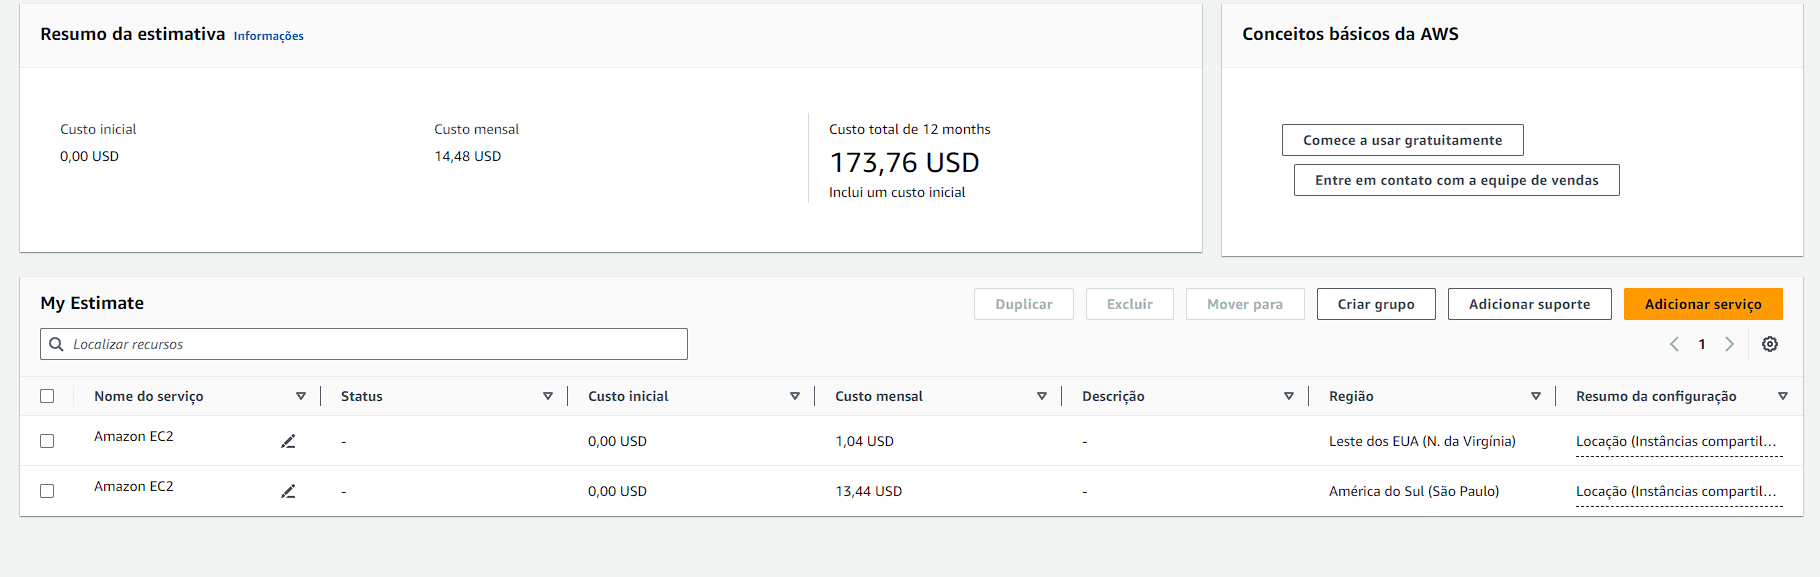 Resumo da estimativa Informações
Custo inicial
0,00 USD
Custo mensal
14,48 USD
Custo total de 12 months
173,76 USD
Inclui um custo inicial
Conceitos básicos da AWS
Comece a usar gratuitamente
Entre em contato com a equipe de vendas
My Estimate
Duplicar Excluir Mover para Criar grupo Adicionar suporte Adicionar serviço
Localizar recursos
1
Nome do serviço Status Custo inicial Custo mensal Descrição Região Resumo da configuração
Amazon EC2 - 0,00 USD 1,04 USD - Leste dos EUA (N. da Virgínia) Locação (Instâncias compartil...
Amazon EC2 - 0,00 USD 13,44 USD - América do Sul (São Paulo) Locação (Instâncias compartil...